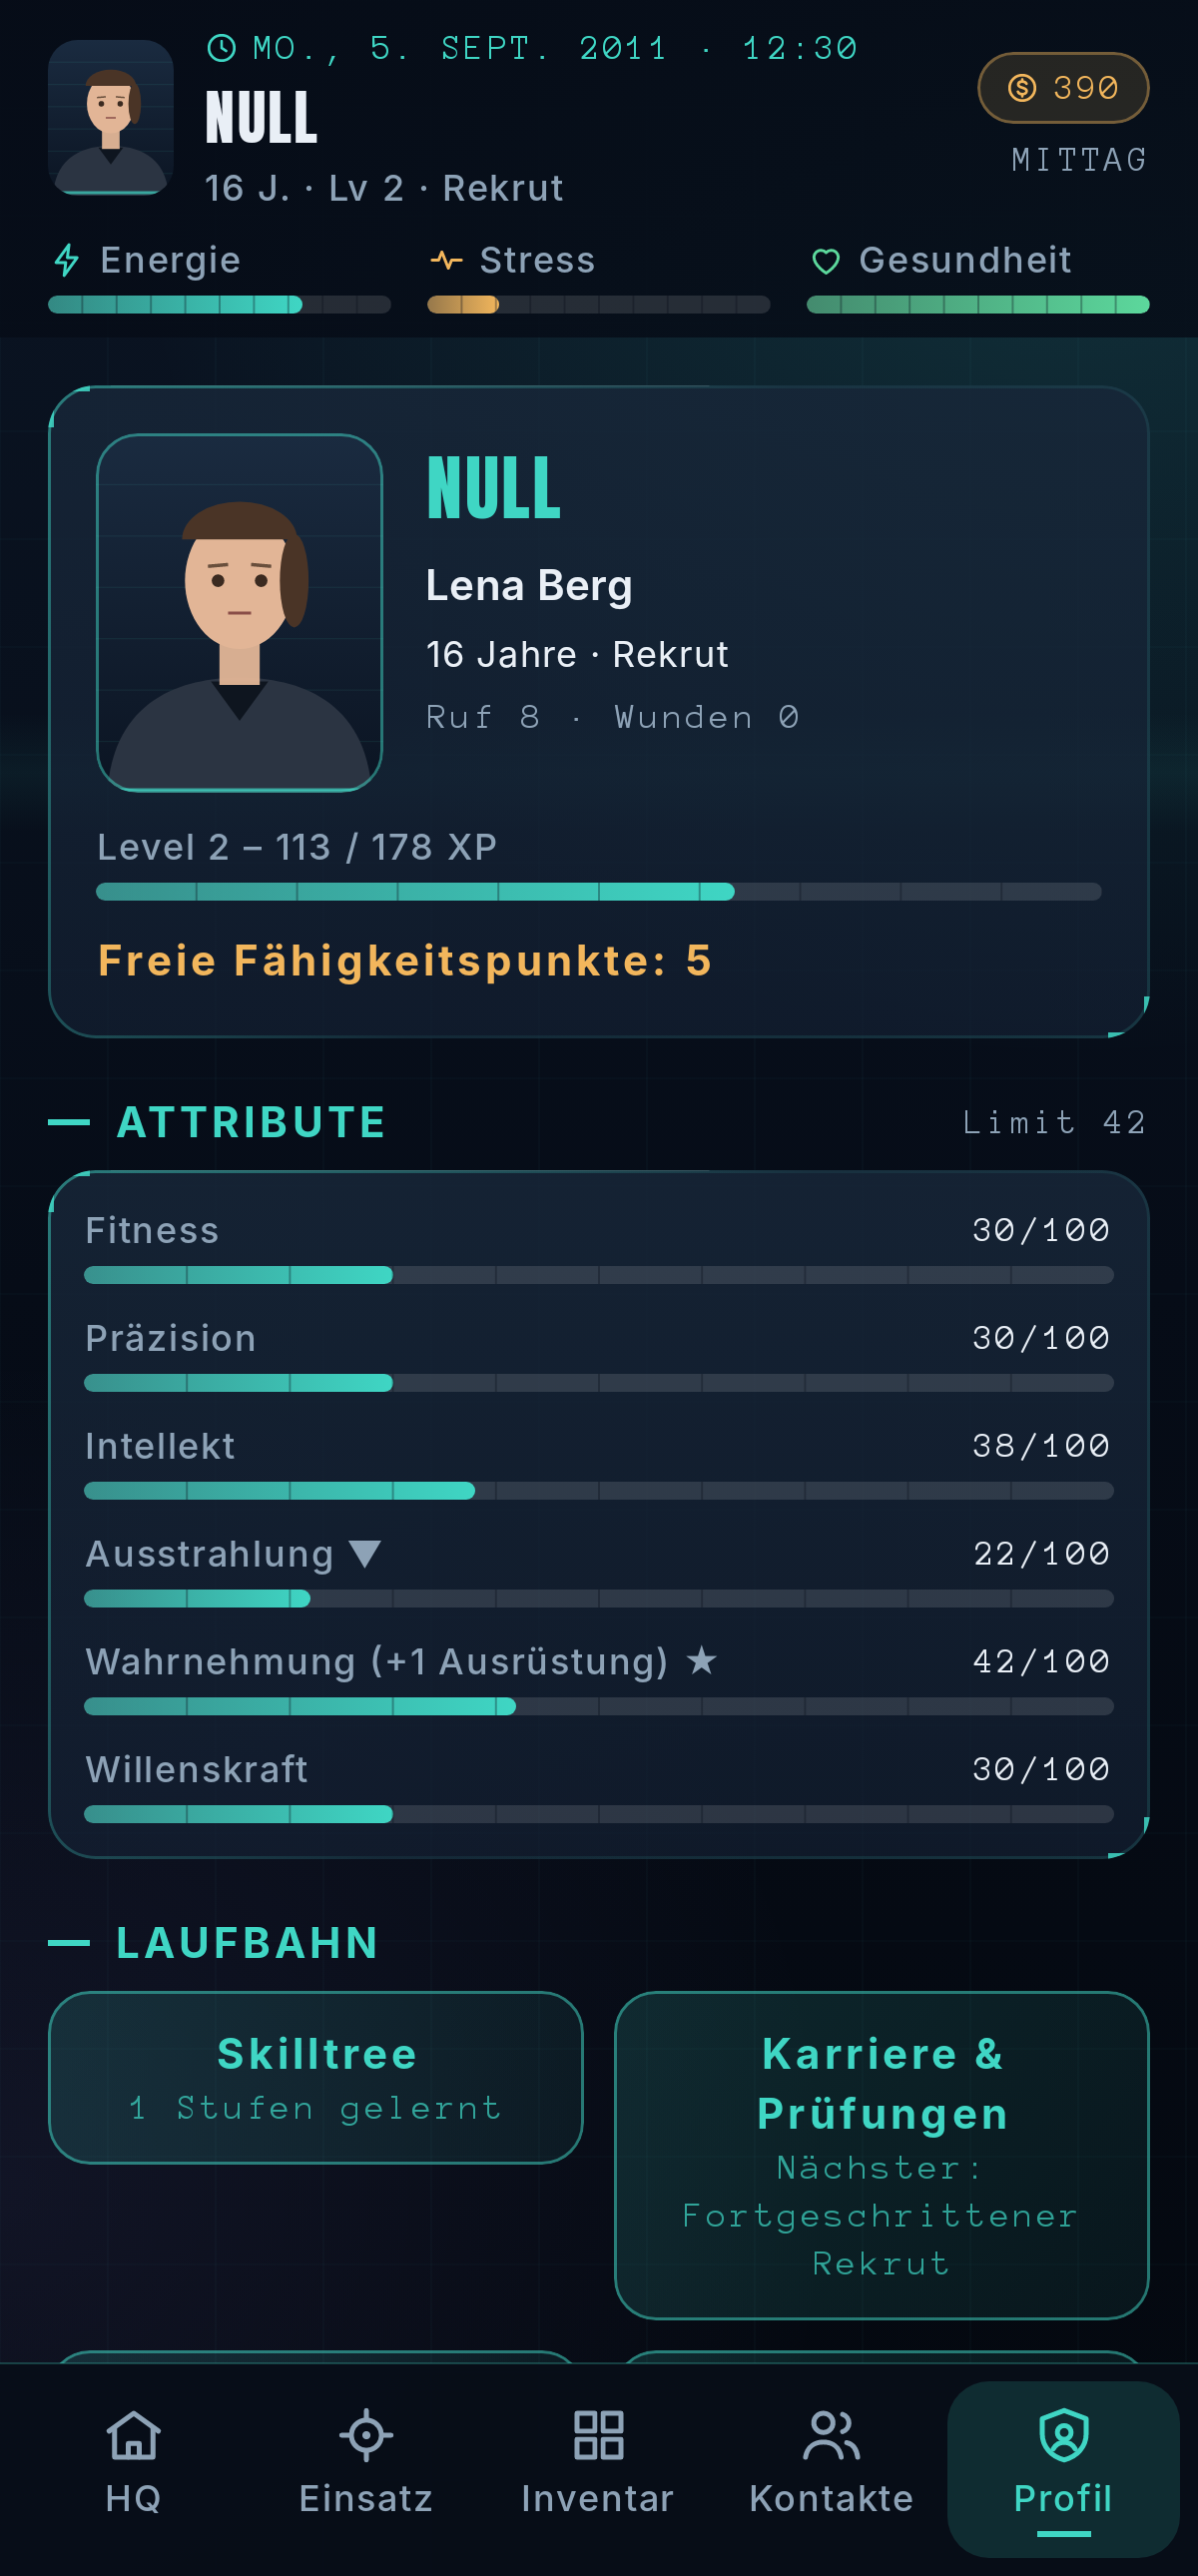 MO., 5. SEPT. 2011 · 12:30
NULL
16 J. · Lv 2 · Rekrut
390
MITTAG
Energie
Stress
Gesundheit
NULL
Lena Berg
16 Jahre · Rekrut
Ruf 8 · Wunden 0
Level 2 – 113 / 178 XP
Freie Fähigkeitspunkte: 5
ATTRIBUTE
Limit 42
Fitness 30/100
Präzision 30/100
Intellekt 38/100
Ausstrahlung ▼ 22/100
Wahrnehmung (+1 Ausrüstung) ★ 42/100
Willenskraft 30/100
LAUFBAHN
Skilltree
1 Stufen gelernt
Karriere &
Prüfungen
Nächster:
Fortgeschrittener
Rekrut
HQ
Einsatz
Inventar
Kontakte
Profil